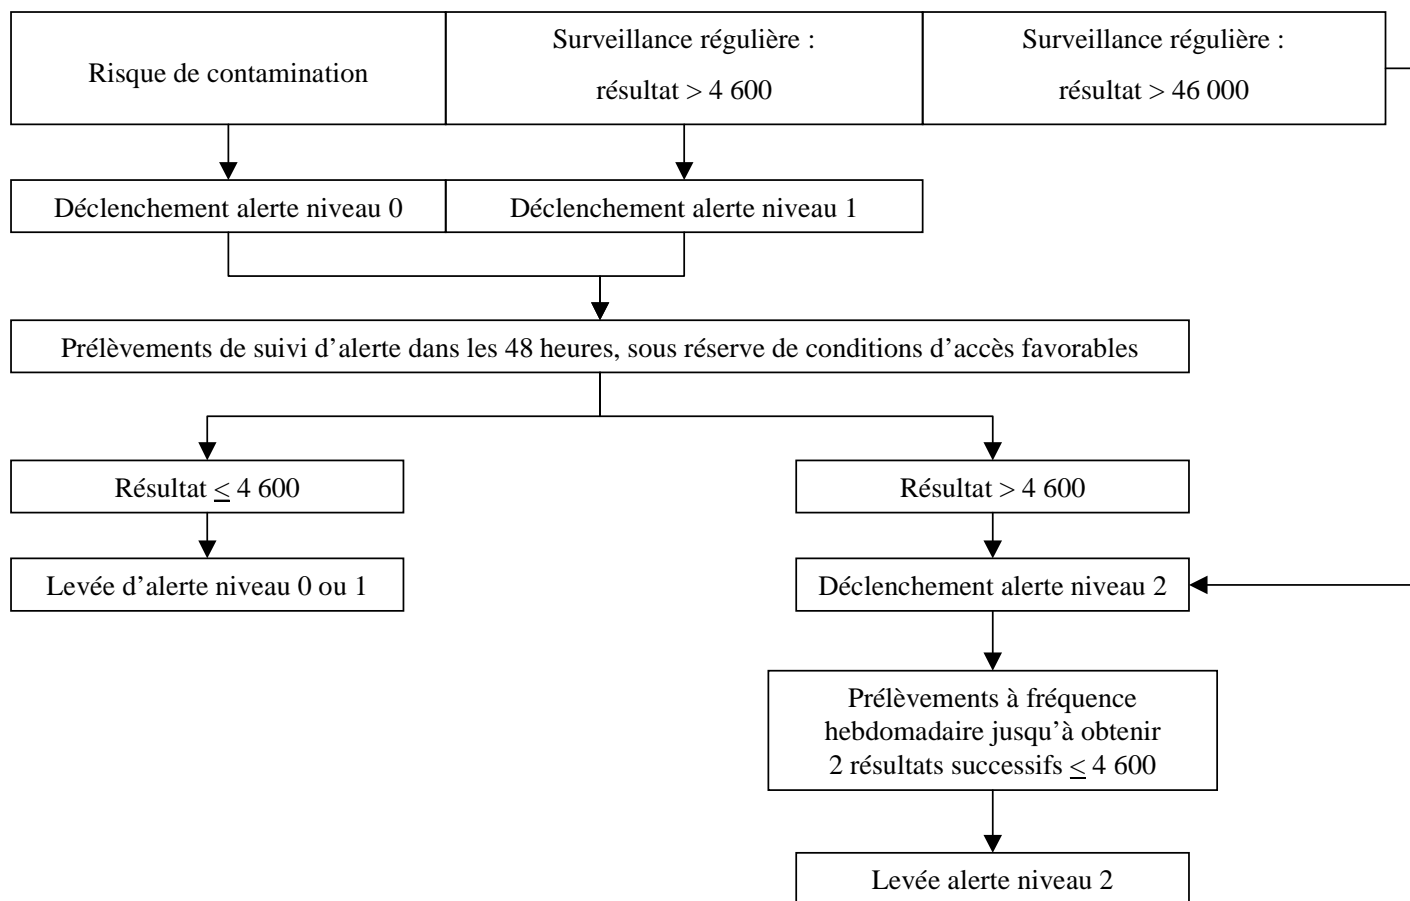 Risque de contamination
Surveillance régulière :
résultat > 4 600
Surveillance régulière :
résultat > 46 000
Déclenchement alerte niveau 0
Déclenchement alerte niveau 1
Prélèvements de suivi d’alerte dans les 48 heures, sous réserve de conditions d’accès favorables
Résultat ≤ 4 600
Résultat > 4 600
Levée d’alerte niveau 0 ou 1
Déclenchement alerte niveau 2
Prélèvements à fréquence
hebdomadaire jusqu’à obtenir
2 résultats successifs ≤ 4 600
Levée alerte niveau 2